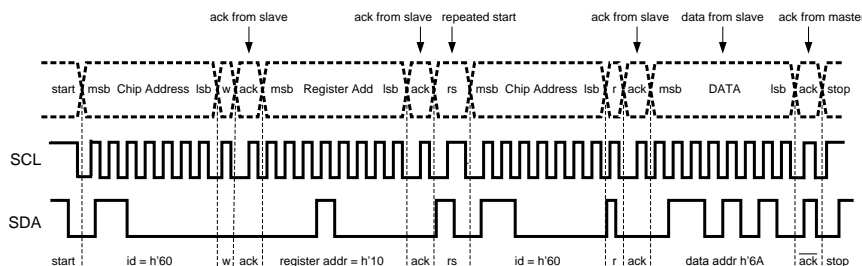 ack from slave ack from slave repeated start ack from slave data from slave ack from master
start msb Chip Address lsb w ack msb Register Add lsb ack rs msb Chip Address lsb r ack msb DATA lsb ack stop
SCL
SDA
start id = h'60 w ack register addr = h'10 ack rs id = h'60 r ack data addr h'6A ack stop